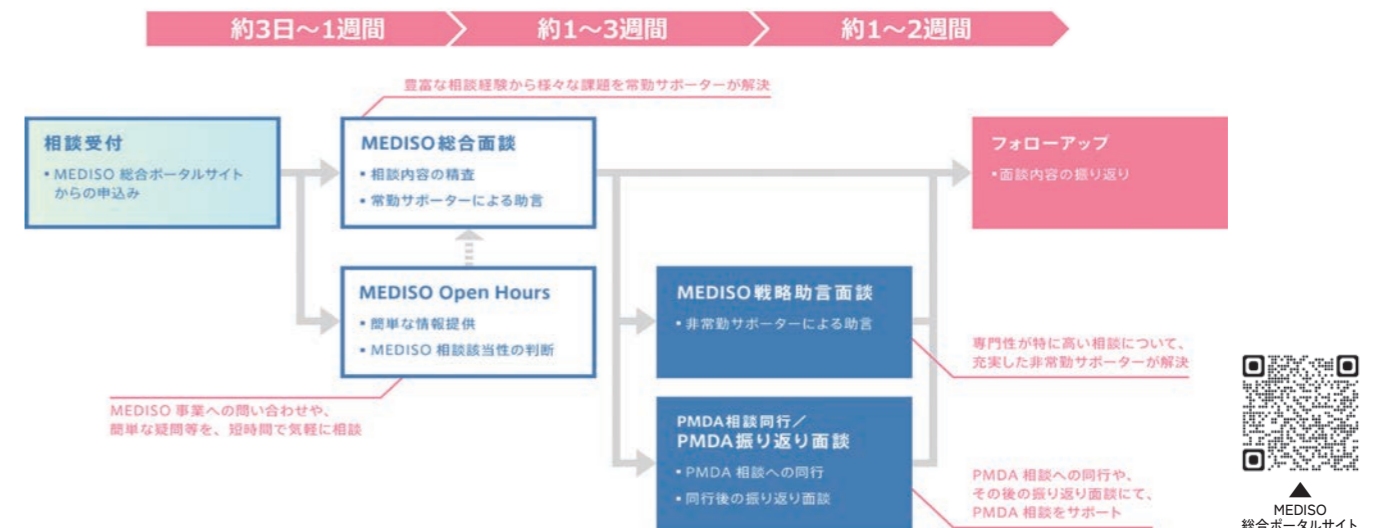 約3日～1週間
約1～3週間
約1～2週間
豊富な相談経験から様々な課題を常勤サポーターが解決
相談受付
• MEDISO 総合ポータルサイト
からの申込み
MEDISO総合面談
• 相談内容の精査
• 常勤サポーターによる助言
フォローアップ
•面談内容の振り返り
MEDISO Open Hours
• 簡単な情報提供
• MEDISO 相談該当性の判断
MEDISO 事業への問い合わせや、
簡単な疑問等を、短時間で気軽に相談
MEDISO戦略助言面談
• 非常勤サポーターによる助言
専門性が特に高い相談について、
充実した非常勤サポーターが解決
PMDA相談同行／
PMDA振り返り面談
• PMDA 相談への同行
• 同行後の振り返り面談
PMDA 相談への同行や、
その後の振り返り面談にて、
PMDA 相談をサポート
MEDISO
総合ポータルサイト